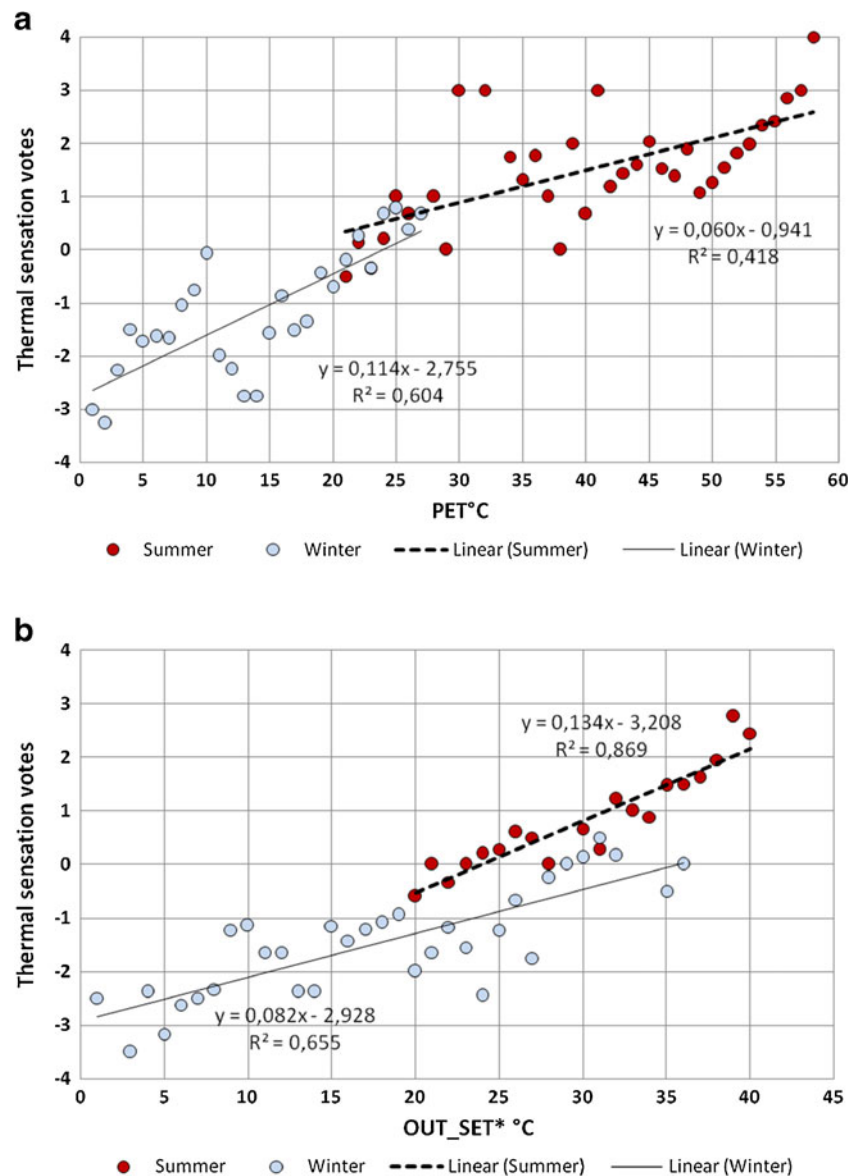 a
4
3
2
1
0
-1
-2
-3
-4
Thermal sensation votes
y = 0,060x - 0,941
R² = 0,418
y = 0,114x - 2,755
R² = 0,604
0 5 10 15 20 25 30 35 40 45 50 55 60
PET°C
Summer Winter Linear (Summer) Linear (Winter)
b
4
3
2
1
0
-1
-2
-3
-4
Thermal sensation votes
y = 0,134x - 3,208
R² = 0,869
y = 0,082x - 2,928
R² = 0,655
0 5 10 15 20 25 30 35 40 45
OUT_SET* °C
Summer Winter Linear (Summer) Linear (Winter)